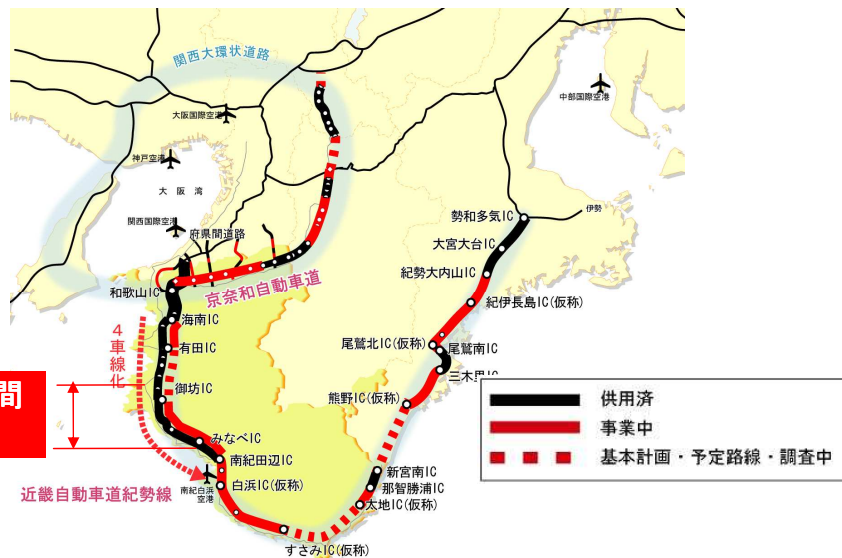 関西大環状道路
大阪国際空港
中部国際空港
神戸空港
大阪湾
関西国際空港
府県間道路
伊勢
勢和多気IC
大宮大台IC
紀勢大内山IC
京奈和自動車道
和歌山IC
紀伊長島IC(仮称)
海南IC
4車線化
有田IC
尾鷲北IC(仮称)
尾鷲南IC
間
御坊IC
熊野IC(仮称)
供用済
事業中
基本計画・予定路線・調査中
みなべIC
南紀田辺IC
新宮南IC
近畿自動車道紀勢線
南紀白浜
空港
白浜IC(仮称)
那智勝浦IC
太地IC(仮称)
すさみIC(仮称)